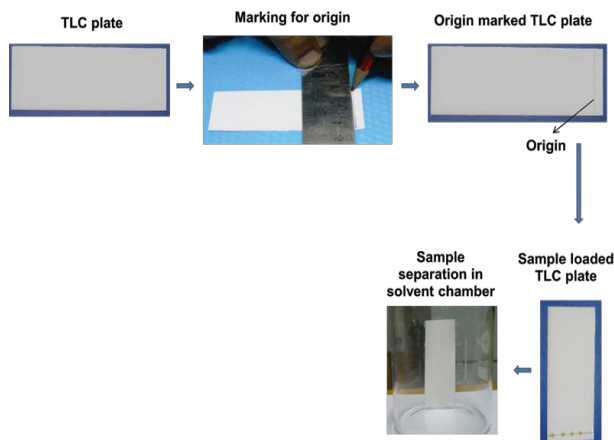 TLC plate
Marking for origin
Origin marked TLC plate
Origin
Sample
separation in
solvent chamber
Sample loaded
TLC plate